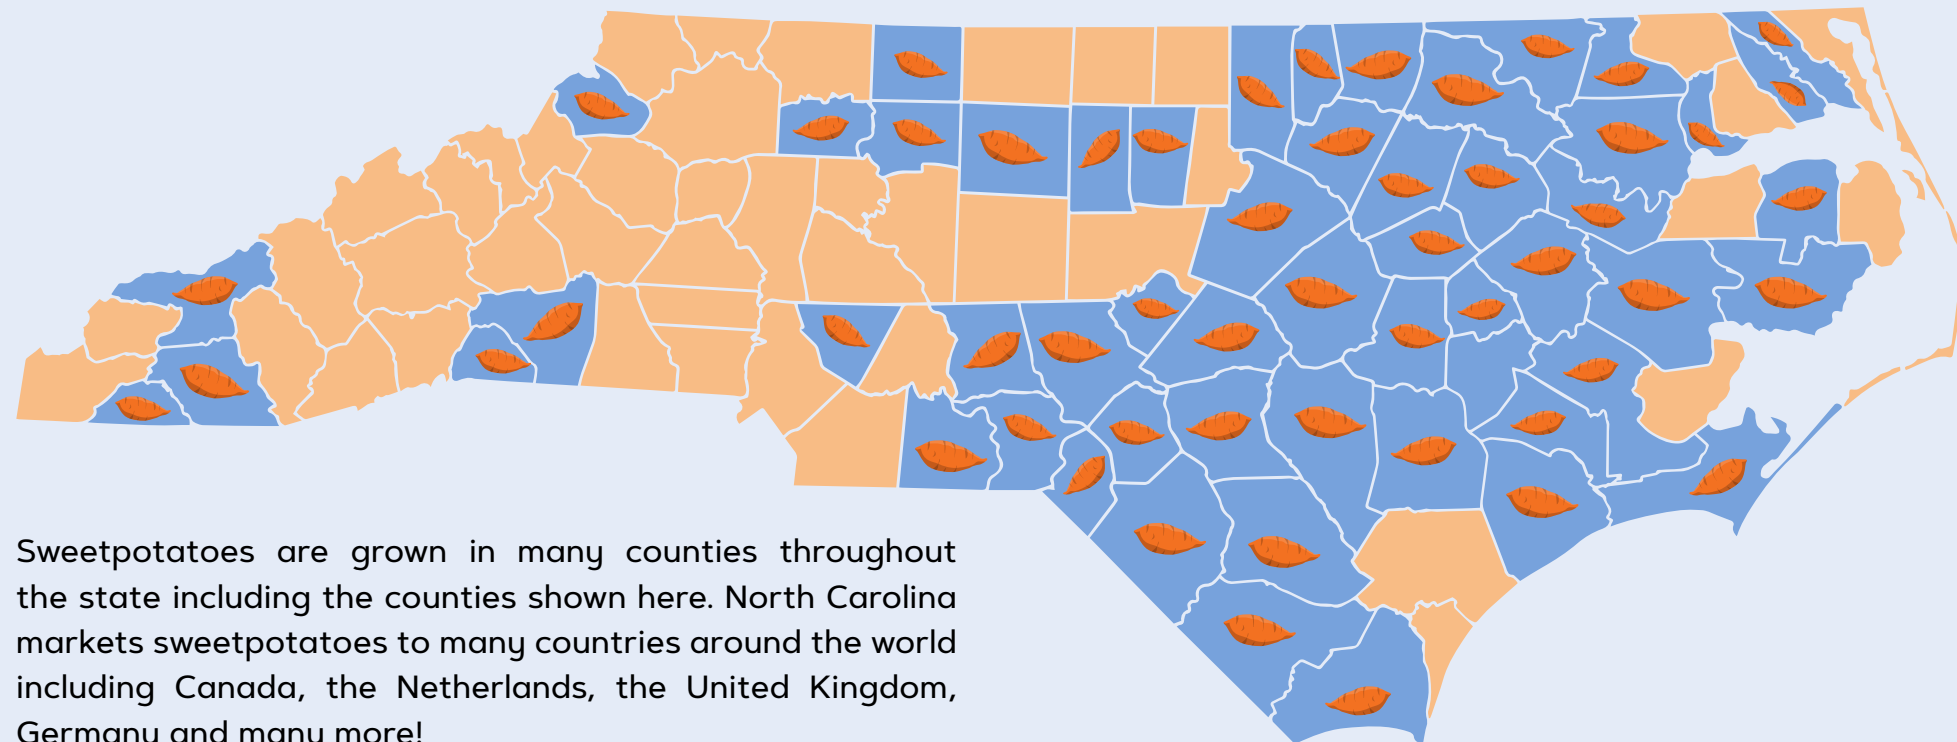 Sweetpotatoes are grown in many counties throughout
the state including the counties shown here. North Carolina
markets sweetpotatoes to many countries around the world
including Canada, the Netherlands, the United Kingdom,
Germany and many more!